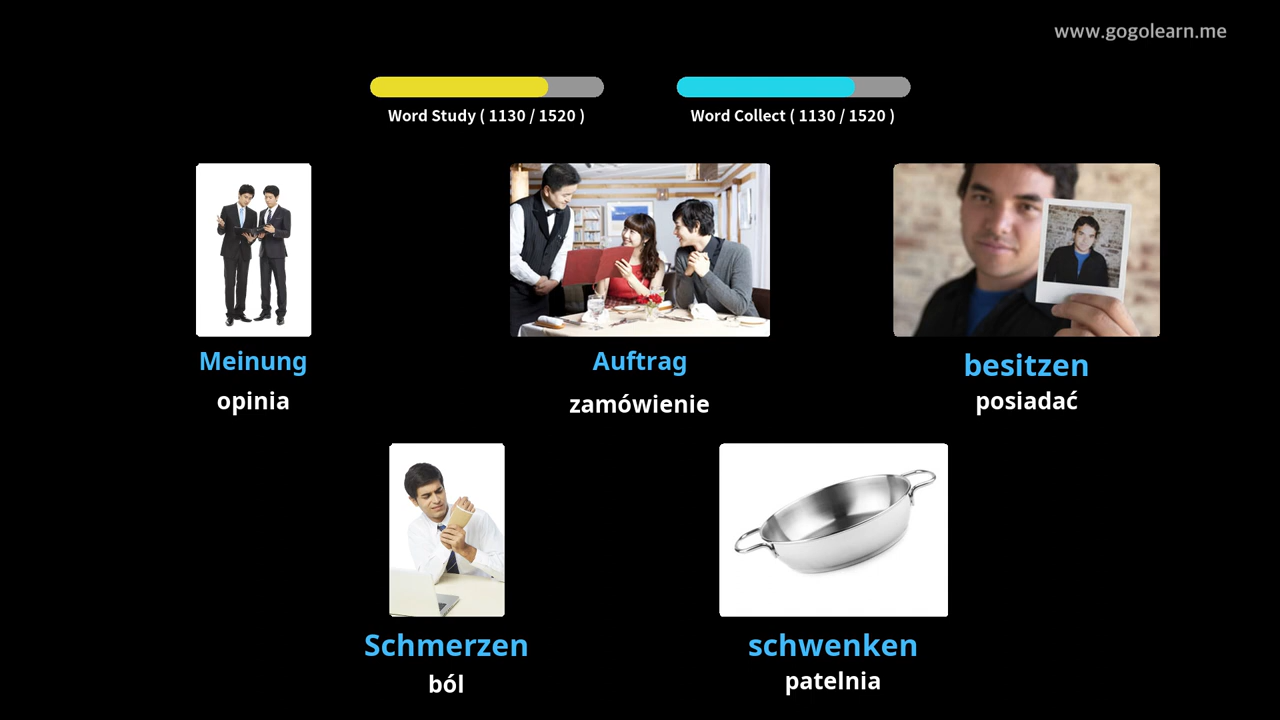 www.gogolearn.me
Word Study ( 1130 / 1520 )
Word Collect ( 1130 / 1520 )
Meinung
opinia
Auftrag
zamówienie
besitzen
posiadać
Schmerzen
ból
schwenken
patelnia